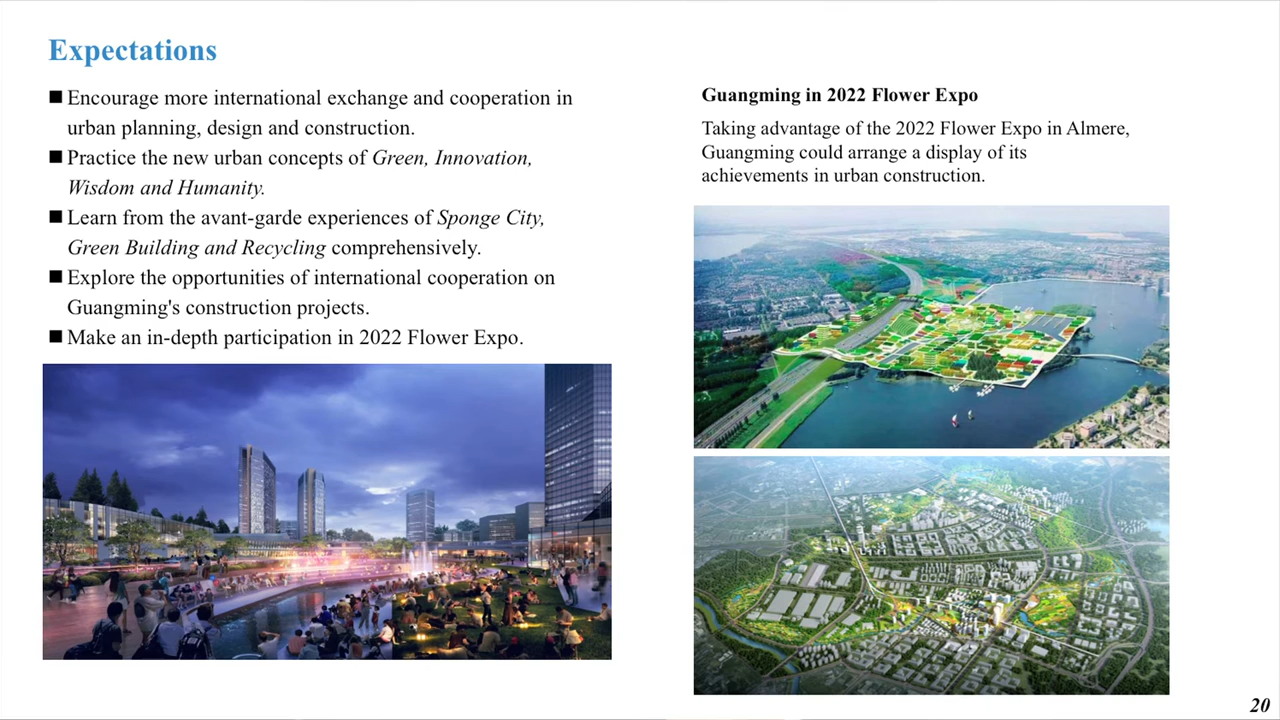 Expectations
■ Encourage more international exchange and cooperation in
urban planning, design and construction.
■ Practice the new urban concepts of Green, Innovation,
Wisdom and Humanity.
■ Learn from the avant-garde experiences of Sponge City,
Green Building and Recycling comprehensively.
■ Explore the opportunities of international cooperation on
Guangming's construction projects.
■ Make an in-depth participation in 2022 Flower Expo.
Guangming in 2022 Flower Expo
Taking advantage of the 2022 Flower Expo in Almere,
Guangming could arrange a display of its
achievements in urban construction.
20